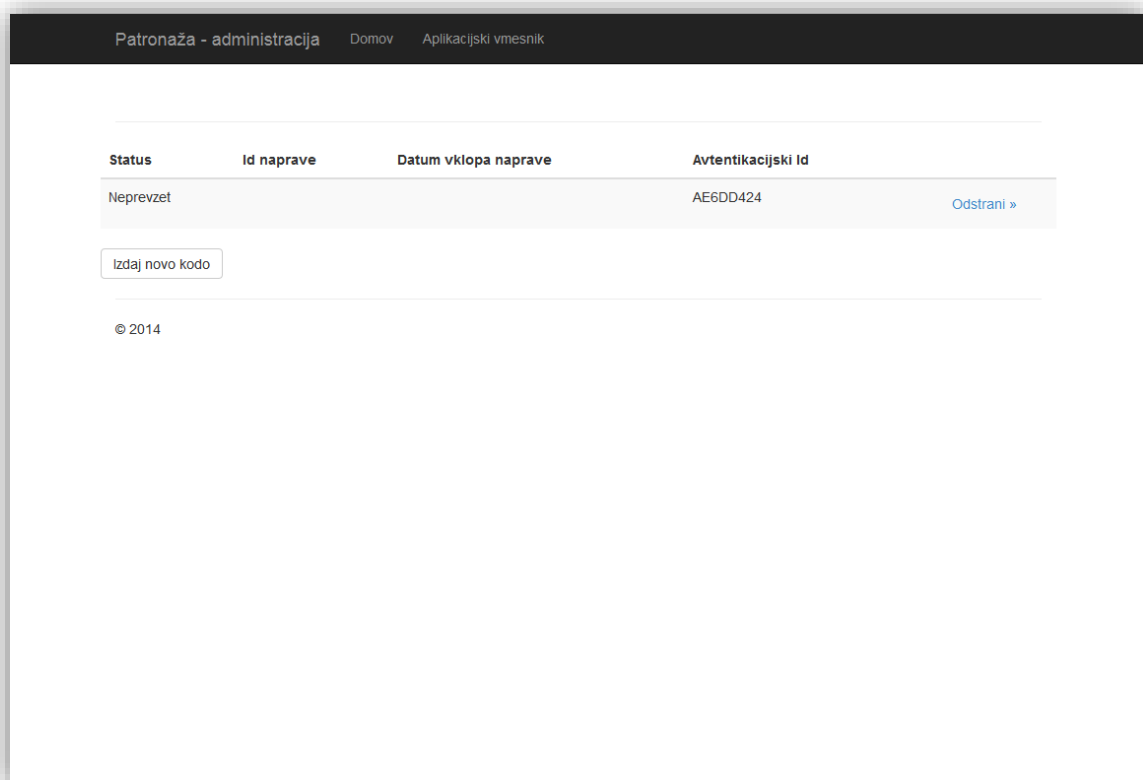 Patronaža - administracija Domov Aplikacijski vmesnik
Status Id naprave Datum vklopa naprave Avtentikacijski Id
Neprevzet AE6DD424 Odstrani »
Izdaj novo kodo
© 2014